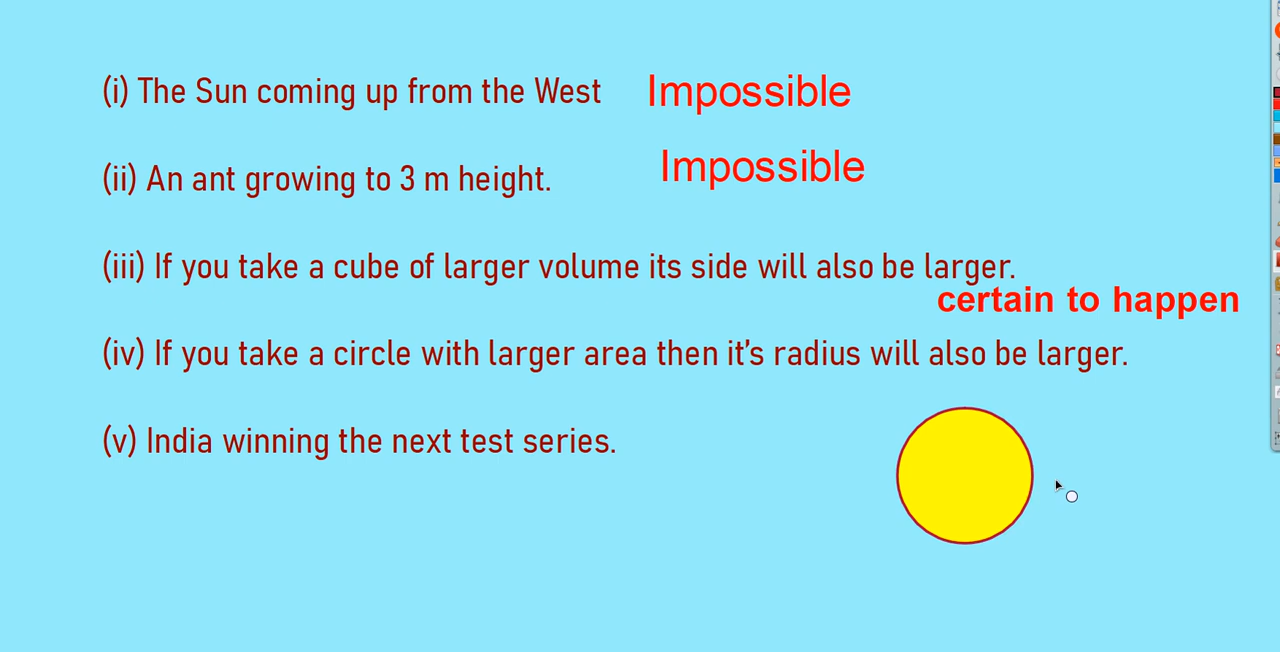 (i) The Sun coming up from the West Impossible
(ii) An ant growing to 3 m height. Impossible
(iii) If you take a cube of larger volume its side will also be larger.
certain to happen
(iv) If you take a circle with larger area then it’s radius will also be larger.
(v) India winning the next test series.